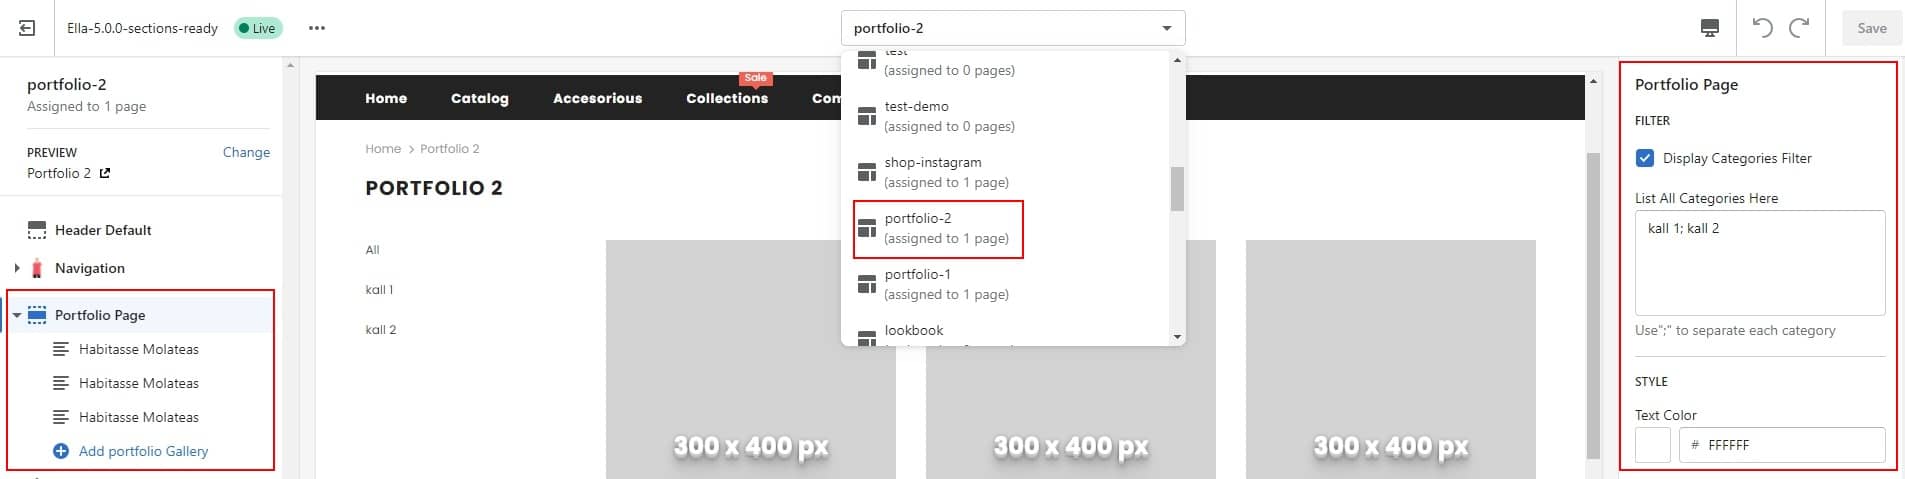 Ella-5.0.0-sections-ready
Live
portfolio-2
Save
portfolio-2
Assigned to 1 page
PREVIEW
Change
Portfolio 2
Header Default
Navigation
Portfolio Page
Habitasse Molateas
Habitasse Molateas
Habitasse Molateas
Add portfolio Gallery
Sale
Home
Catalog
Accesorious
Collections
Home > Portfolio 2
PORTFOLIO 2
All
kall 1
kall 2
300 x 400 px
300 x 400 px
300 x 400 px
test
(assigned to 0 pages)
test-demo
(assigned to 0 pages)
shop-instagram
(assigned to 1 page)
portfolio-2
(assigned to 1 page)
portfolio-1
(assigned to 1 page)
lookbook
Portfolio Page
FILTER
Display Categories Filter
List All Categories Here
kall 1; kall 2
Use";" to separate each category
STYLE
Text Color
# FFFFFF